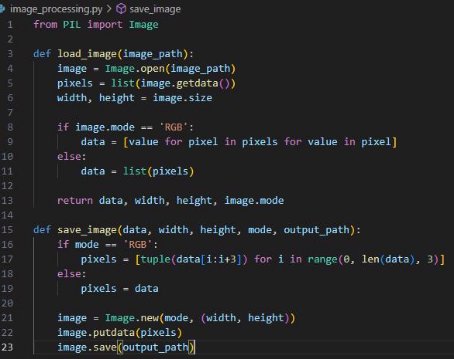 image_processing.py > save_image
1 from PIL import Image
2
3 def load_image(image_path):
4     image = Image.open(image_path)
5     pixels = list(image.getdata())
6     width, height = image.size
7
8     if image.mode == 'RGB':
9         data = [value for pixel in pixels for value in pixel]
10     else:
11         data = list(pixels)
12
13     return data, width, height, image.mode
14
15 def save_image(data, width, height, mode, output_path):
16     if mode == 'RGB':
17         pixels = [tuple(data[i:i+3]) for i in range(0, len(data), 3)]
18     else:
19         pixels = data
20
21     image = Image.new(mode, (width, height))
22     image.putdata(pixels)
23     image.save(output_path)